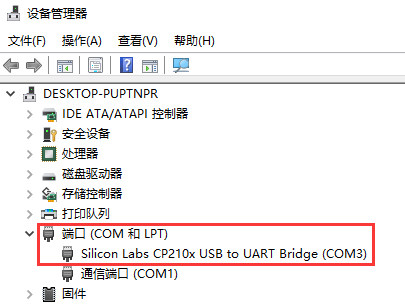 设备管理器
文件(F) 操作(A) 查看(V) 帮助(H)
DESKTOP-PUPTNPR
IDE ATA/ATAPI 控制器
安全设备
处理器
磁盘驱动器
存储控制器
打印队列
端口 (COM 和 LPT)
Silicon Labs CP210x USB to UART Bridge (COM3)
通信端口 (COM1)
固件